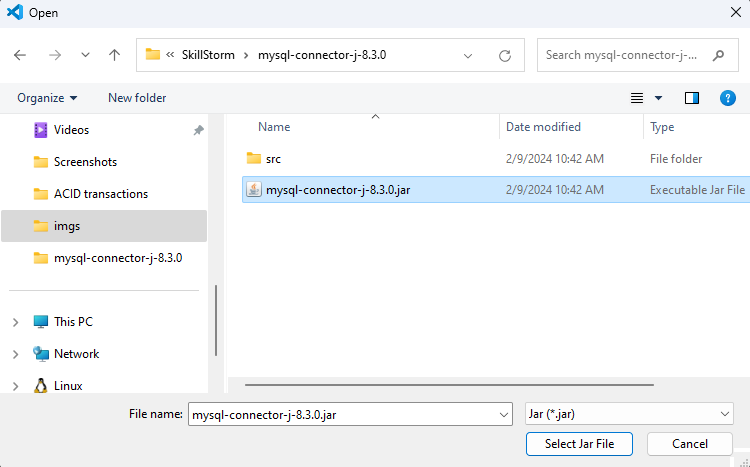 Open
SkillStorm > mysql-connector-j-8.3.0
Search mysql-connector-j-...
Organize
New folder
Name
Date modified
Type
Videos
Screenshots
ACID transactions
imgs
mysql-connector-j-8.3.0
This PC
Network
Linux
src
2/9/2024 10:42 AM
File folder
mysql-connector-j-8.3.0.jar
2/9/2024 10:42 AM
Executable Jar File
File name:
mysql-connector-j-8.3.0.jar
Jar (*.jar)
Select Jar File
Cancel